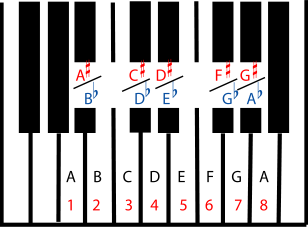 A♯ C♯ D♯ F♯ G♯
B♭ D♭ E♭ G♭ A♭
A B C D E F G A
1 2 3 4 5 6 7 8